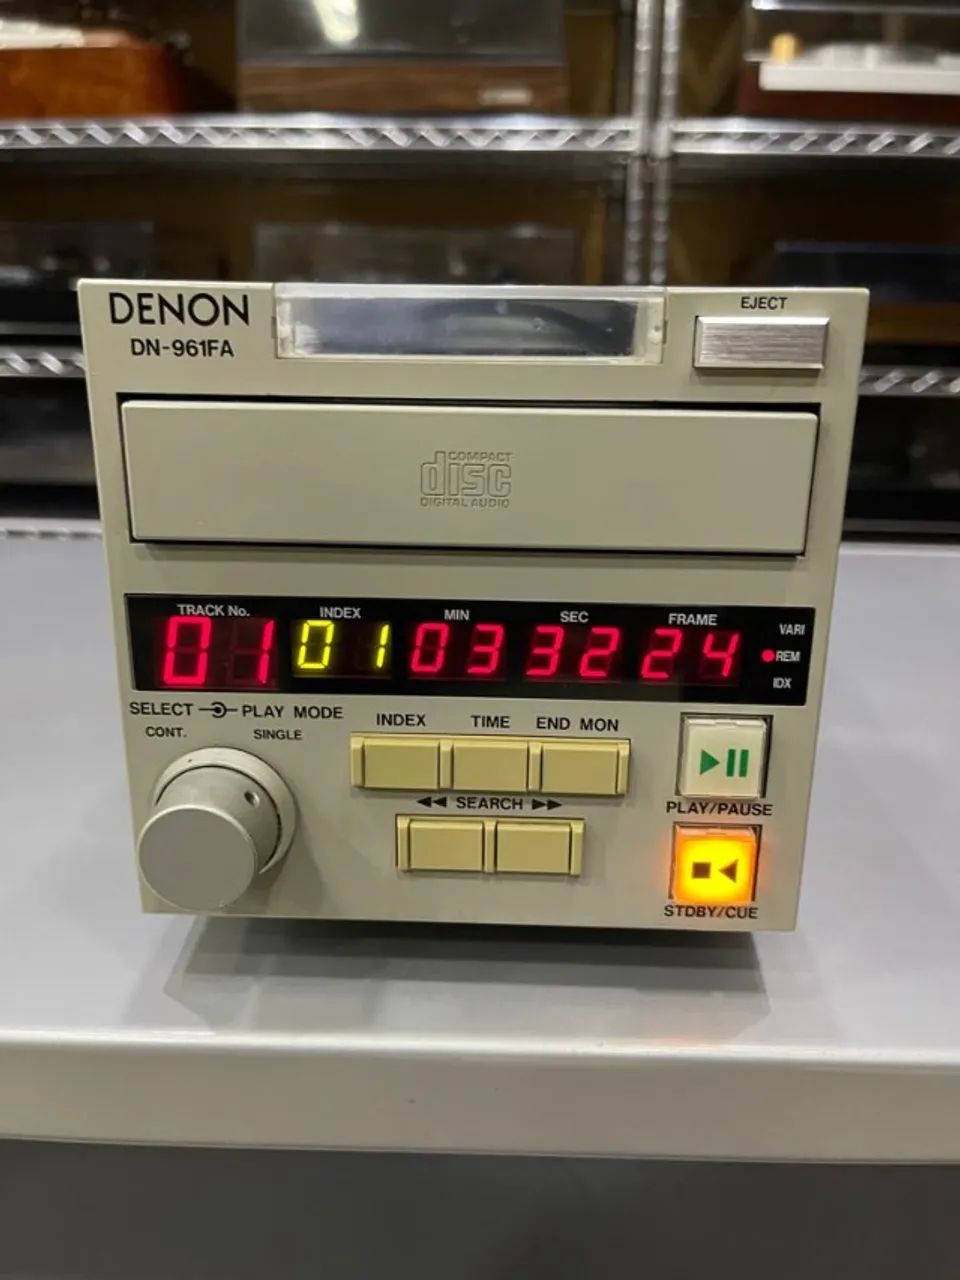 DENON
DN-961FA
EJECT
COMPACT
disc
DIGITAL AUDIO
TRACK No. INDEX MIN SEC FRAME
01 01 03 32 24
VARI
REM
IDX
SELECT PLAY MODE
CONT. SINGLE
INDEX TIME END MON
SEARCH
PLAY/PAUSE
STDBY/CUE